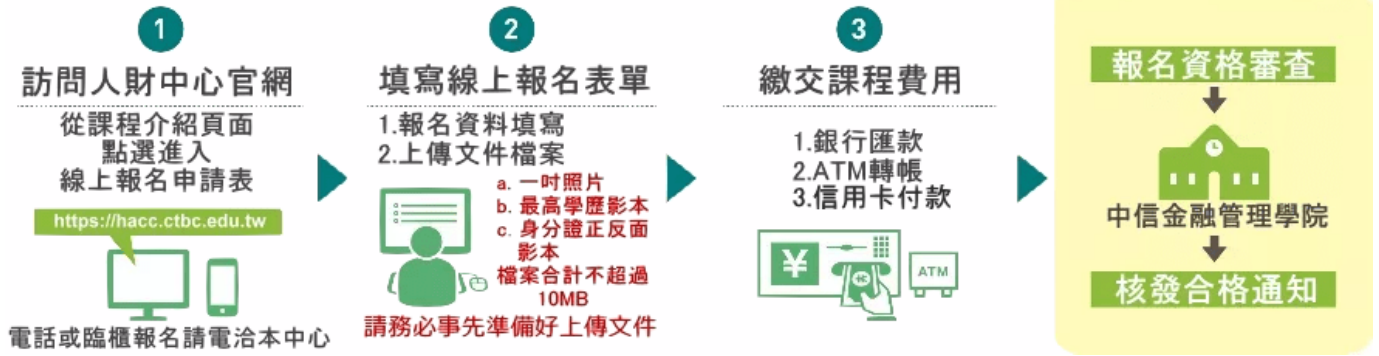 1
訪問人財中心官網
從課程介紹頁面
點選進入
線上報名申請表
https://hacc.ctbc.edu.tw
電話或臨櫃報名請電洽本中心
2
填寫線上報名表單
1.報名資料填寫
2.上傳文件檔案
a. 一吋照片
b. 最高學歷影本
c. 身分證正反面
影本
檔案合計不超過
10MB
請務必事先準備好上傳文件
3
繳交課程費用
1.銀行匯款
2.ATM轉帳
3.信用卡付款
¥
ATM
報名資格審查
中信金融管理學院
核發合格通知